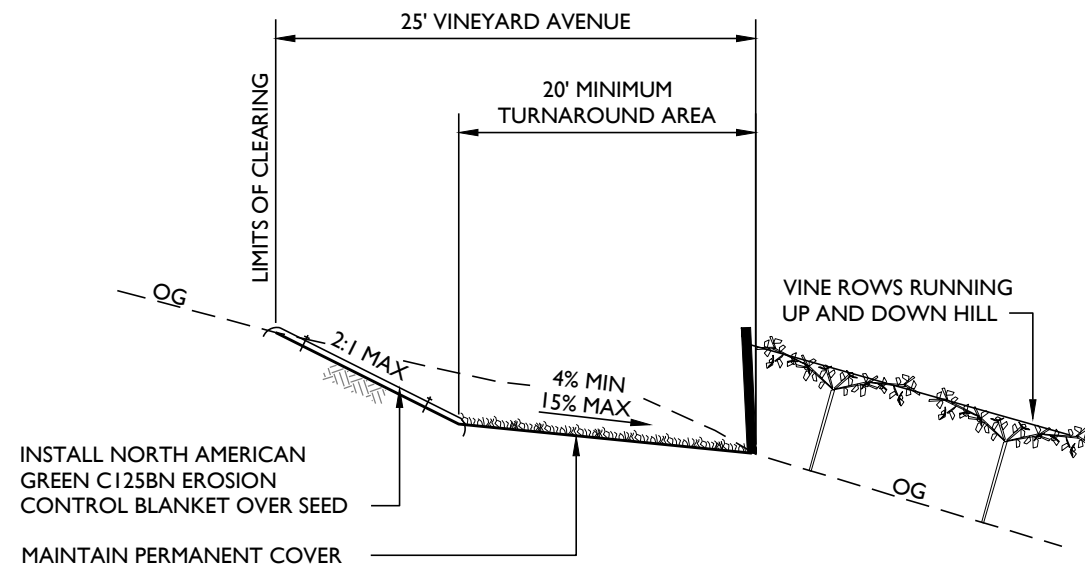 25' VINEYARD AVENUE
20' MINIMUM
TURNAROUND AREA
LIMITS OF CLEARING
OG
2:1 MAX
4% MIN
15% MAX
VINE ROWS RUNNING
UP AND DOWN HILL
OG
INSTALL NORTH AMERICAN
GREEN C125BN EROSION
CONTROL BLANKET OVER SEED
MAINTAIN PERMANENT COVER